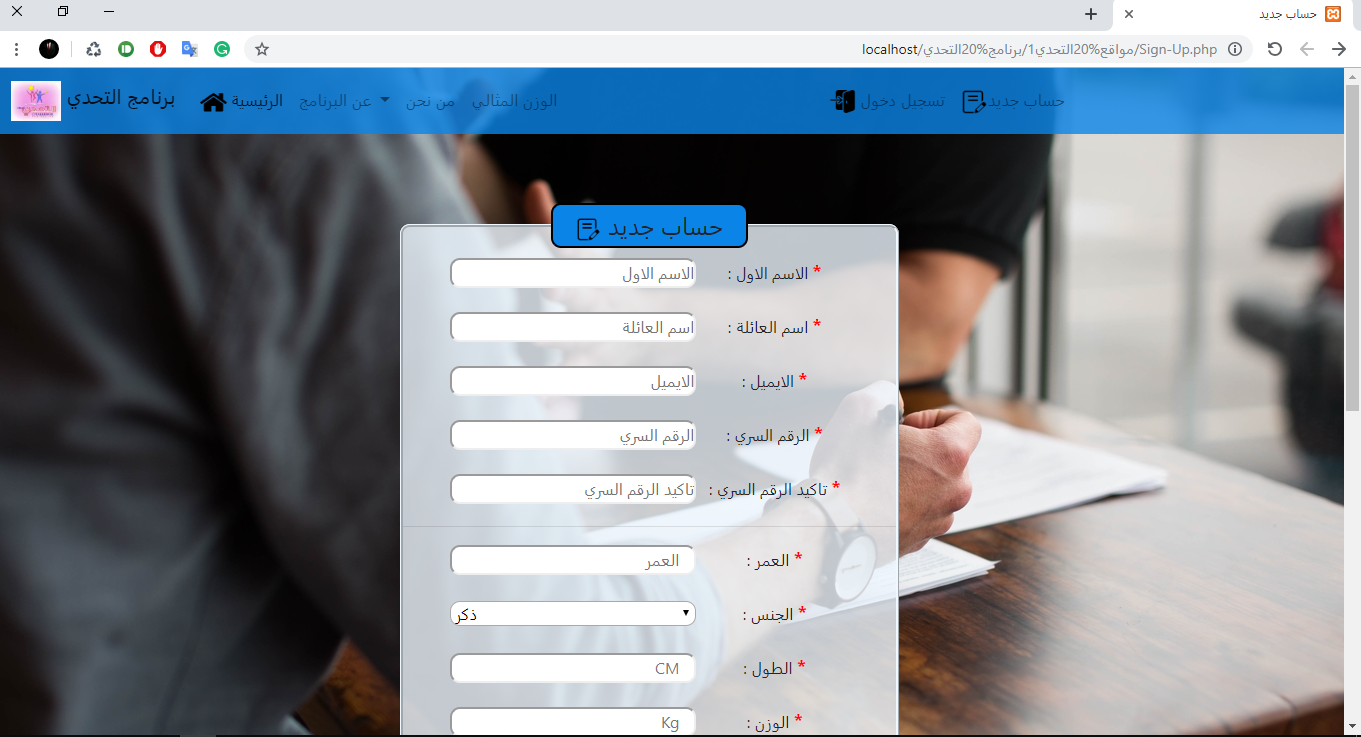 حساب جديد
localhost/برنامج%20التحدي/مواقع%20التحدي1/Sign-Up.php
برنامج التحدي الرئيسية عن البرنامج من نحن الوزن المثالي تسجيل دخول حساب جديد
حساب جديد
* الاسم الاول : الاسم الاول
* اسم العائلة : اسم العائلة
* الايميل : الايميل
* الرقم السري : الرقم السري
* تاكيد الرقم السري : تاكيد الرقم السري
* العمر : العمر
* الجنس : ذكر
* الطول : CM
* الوزن : Kg